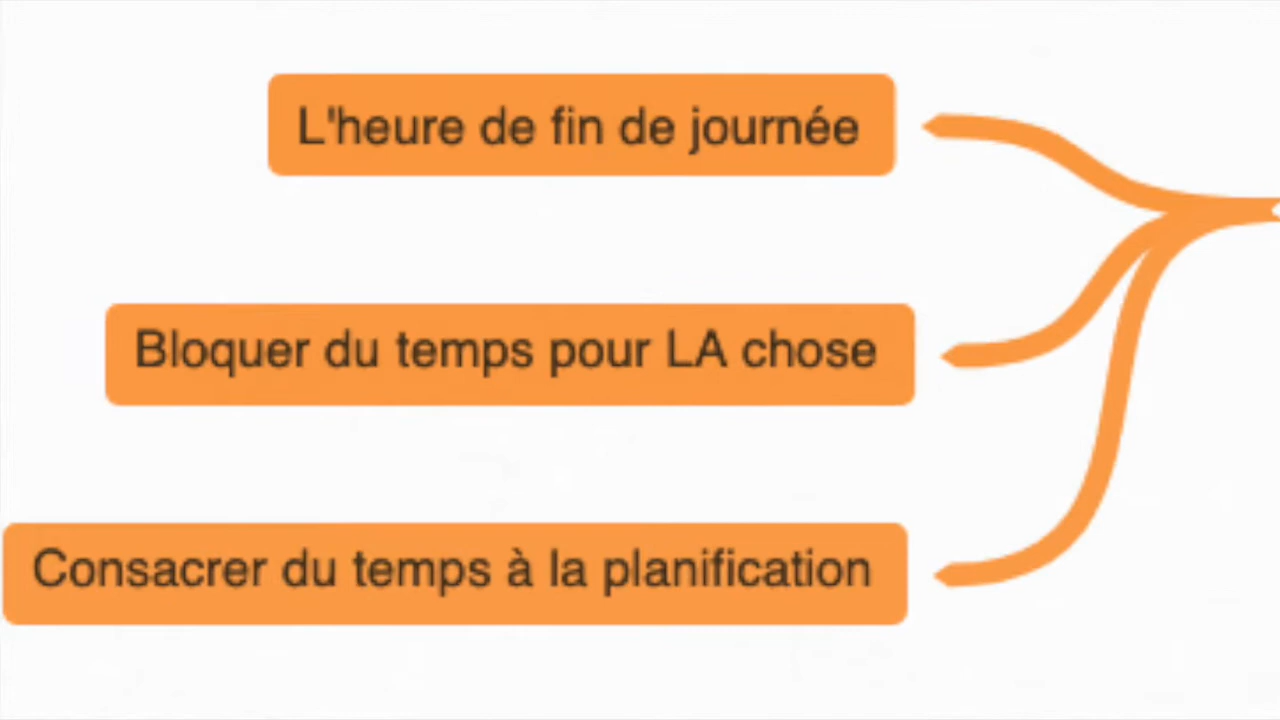 L'heure de fin de journée
Bloquer du temps pour LA chose
Consacrer du temps à la planification